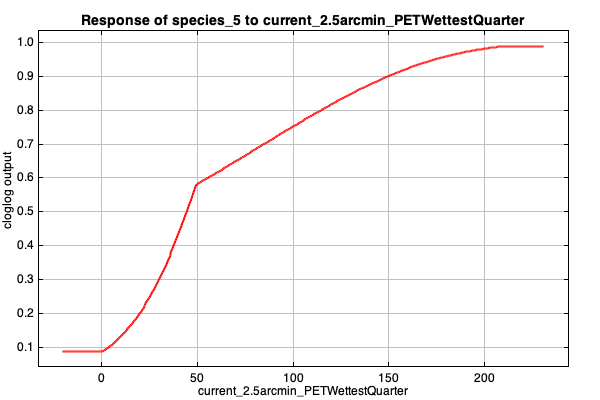 Response of species_5 to current_2.5arcmin_PETWettestQuarter
1.0
0.9
0.8
0.7
0.6
0.5
0.4
0.3
0.2
0.1
cloglog output
0 50 100 150 200
current_2.5arcmin_PETWettestQuarter